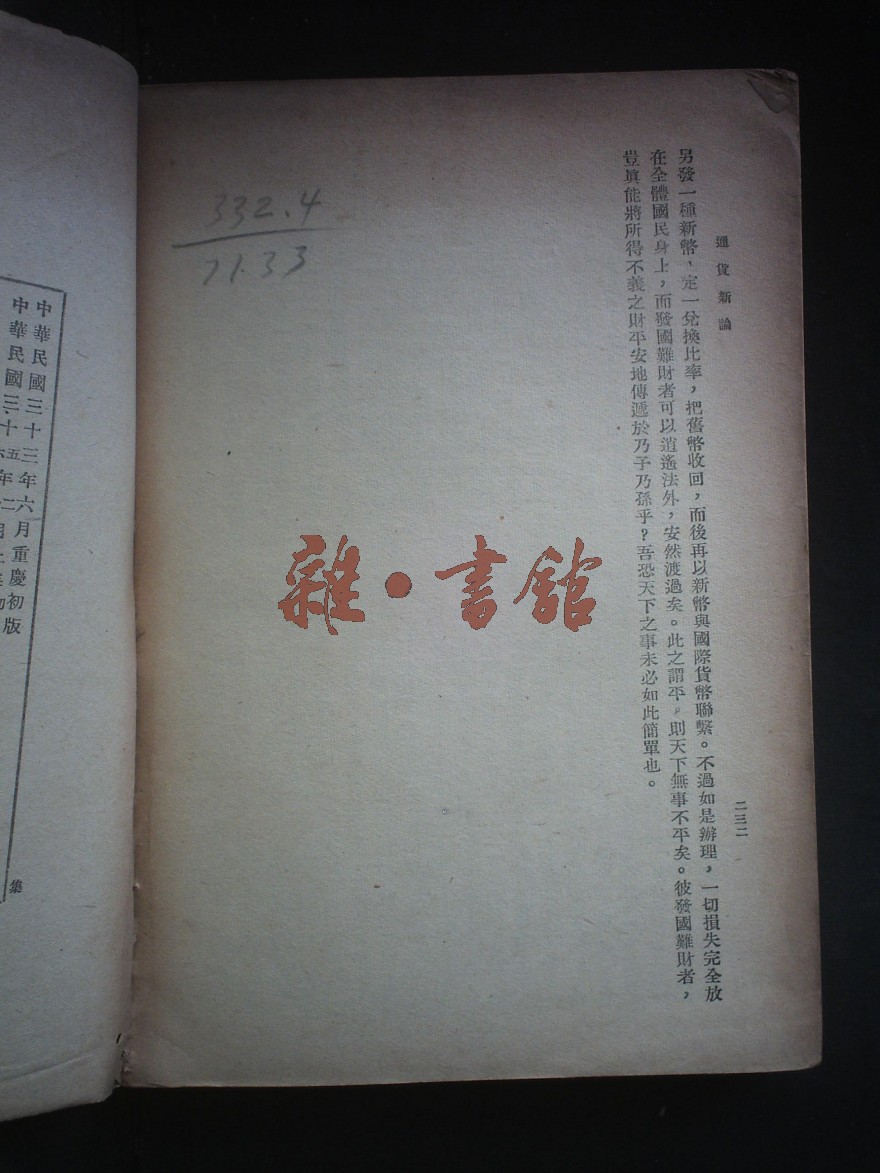 通貨新論
二三二
另發一種新幣，定一兌換比率，把舊幣收回，而後再以新幣與國際貨幣聯繫。不過如是辦理，一切損失完全放
在全體國民身上，而發國難財者可以逍遙法外，安然渡過矣。此之謂平，則天下無事不平矣。彼發國難財者，
豈眞能將所得不義之財平安地傳遞於乃子乃孫乎？吾恐天下之事未必如此簡單也。
332.4
71.33
雜·書館
中華民國三十三年六月重慶初版
中華民國三十五年
集